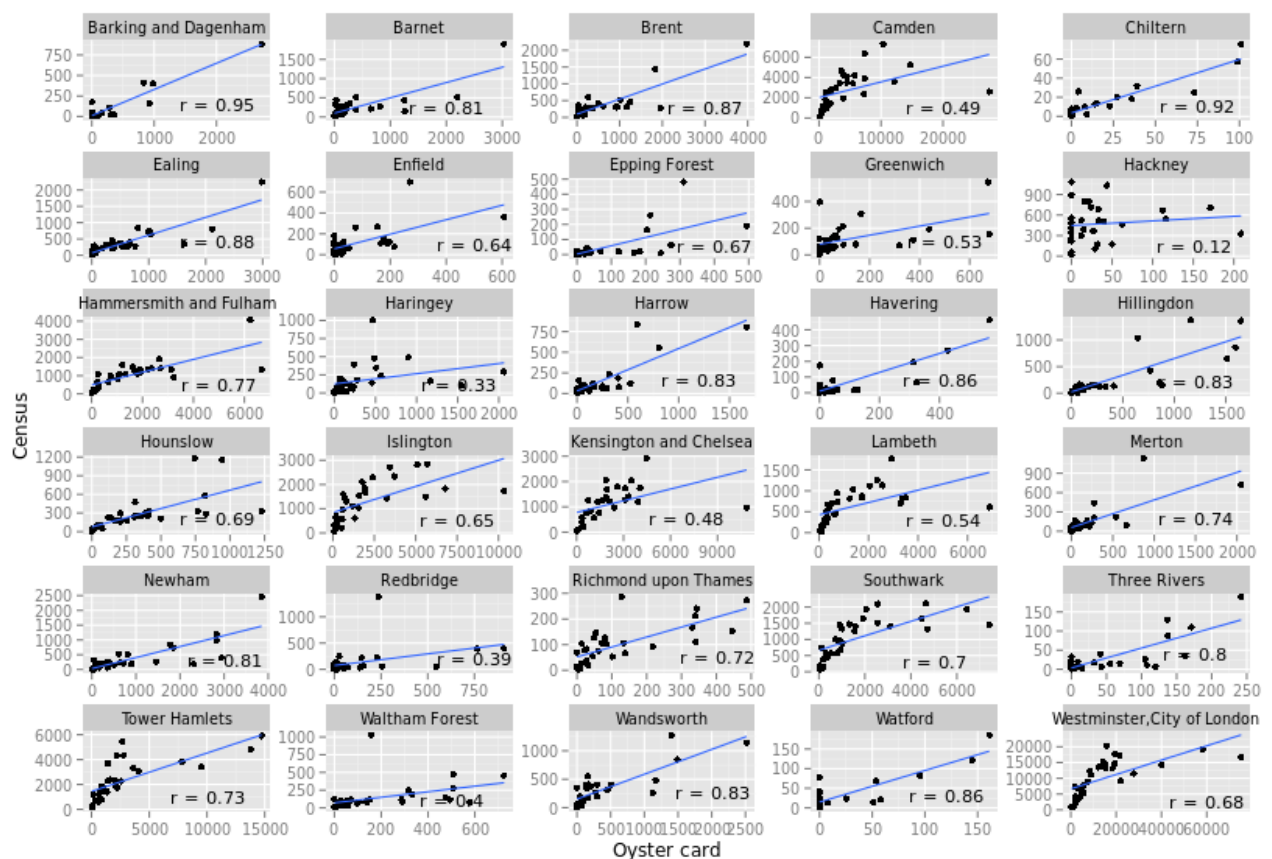 Barking and Dagenham
750
500
250
0
r = 0.95
0 1000 2000
Barnet
1500
1000
500
0
r = 0.81
0 1000 2000 3000
Brent
2000
1500
1000
500
0
r = 0.87
0 1000 2000 3000 4000
Camden
6000
4000
2000
0
r = 0.49
0 10000 20000
Chiltern
60
40
20
0
r = 0.92
0 25 50 75 100
Ealing
2000
1500
1000
500
0
r = 0.88
0 1000 2000 3000
Enfield
600
400
200
0
r = 0.64
0 200 400 600
Epping Forest
500
400
300
200
100
0
r = 0.67
0 100 200 300 400 500
Greenwich
500
400
300
200
100
0
r = 0.53
0 200 400 600
Hackney
900
600
300
0
r = 0.12
0 50 100 150 200
Hammersmith and Fulham
4000
3000
2000
1000
0
r = 0.77
0 2000 4000 6000
Haringey
1000
750
500
250
0
r = 0.33
0 500 1000 1500 2000
Harrow
750
500
250
0
r = 0.83
0 500 1000 1500
Havering
400
300
200
100
0
r = 0.86
0 200 400
Hillingdon
1000
500
0
r = 0.83
0 500 1000 1500
Census
Hounslow
1200
900
600
300
0
r = 0.69
0 250 500 750 1000 1250
Islington
3000
2000
1000
0
r = 0.65
0 5000 10000
Kensington and Chelsea
3000
2000
1000
0
r = 0.48
0 3000 6000 9000
Lambeth
1500
1000
500
0
r = 0.54
0 2000 4000 6000
Merton
900
600
300
0
r = 0.74
0 500 1000 1500 2000
Newham
2500
2000
1500
1000
500
0
r = 0.81
0 1000 2000 3000 4000
Redbridge
1000
500
0
r = 0.39
0 250 500 750
Richmond upon Thames
300
200
100
0
r = 0.72
0 100 200 300 400 500
Southwark
2000
1500
1000
500
0
r = 0.7
0 2000 4000 6000
Three Rivers
150
100
50
0
r = 0.8
0 50 100 150 200 250
Tower Hamlets
6000
4000
2000
0
r = 0.73
0 5000 10000 15000
Waltham Forest
1000
750
500
250
0
r = 0.4
0 200 400 600
Wandsworth
1000
500
0
r = 0.83
0 500 1000 1500 2000 2500
Watford
150
100
50
0
r = 0.86
0 50 100 150
Westminster,City of London
20000
15000
10000
5000
0
r = 0.68
0 20000 40000 60000
Oyster card